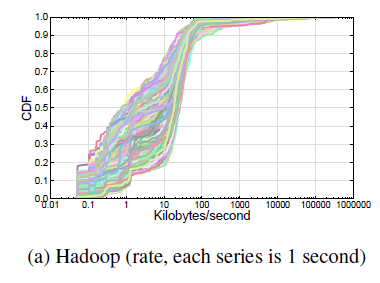 1.0
0.9
0.8
0.7
0.6
0.5
0.4
0.3
0.2
0.1
0.0
CDF
0.01 0.1 1 10 100 1000 10000 100000 1000000
Kilobytes/second
(a) Hadoop (rate, each series is 1 second)